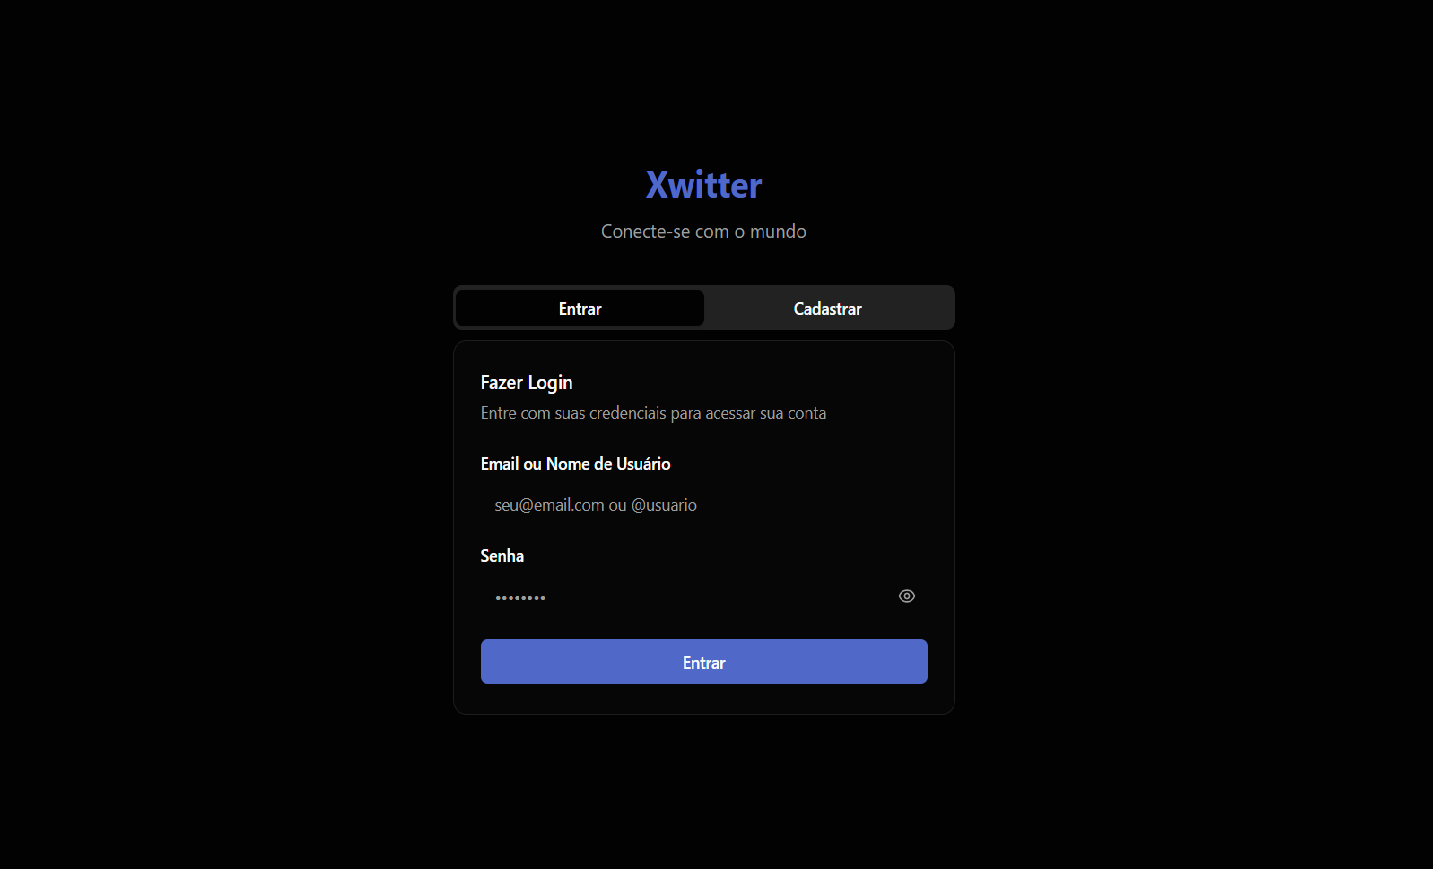 Xwitter
Conecte-se com o mundo
Entrar
Cadastrar
Fazer Login
Entre com suas credenciais para acessar sua conta
Email ou Nome de Usuário
seu@email.com ou @usuario
Senha
••••••••
Entrar